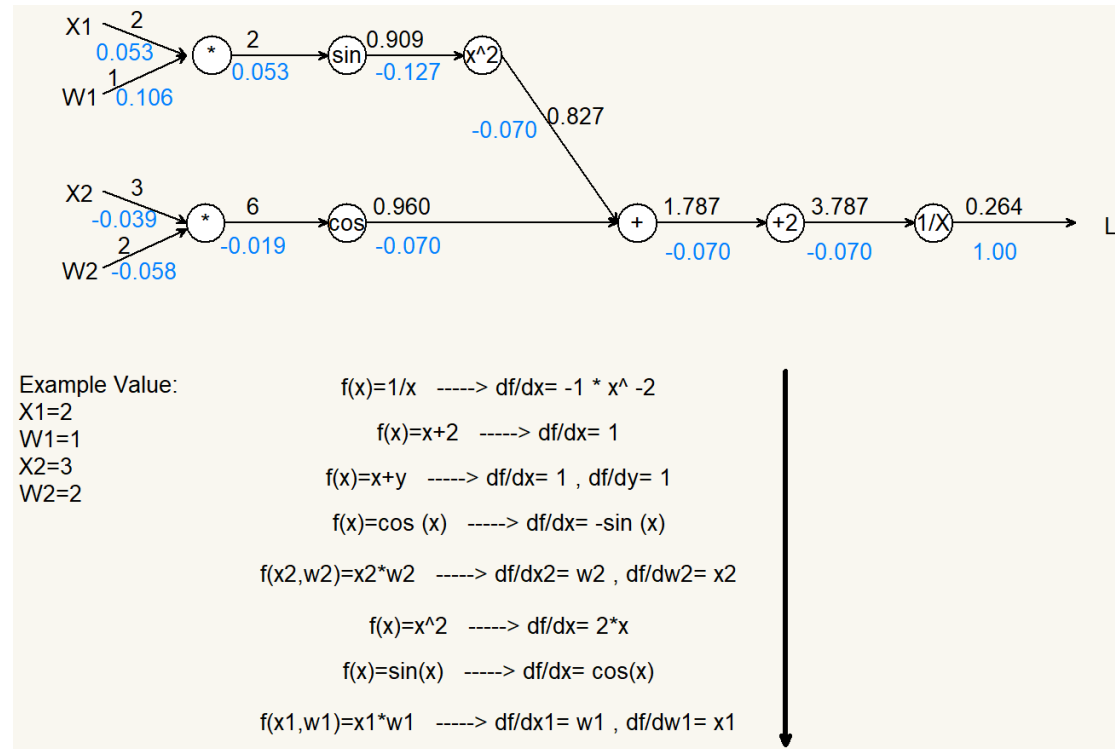 X1 2
0.053
* 2 sin 0.909 x^2
0.053 -0.127
1
W1 0.106
-0.070 0.827
X2 3
-0.039
* 6 cos 0.960 + 1.787 +2 3.787 1/X 0.264 L
-0.019 -0.070 -0.070 -0.070 1.00
2
W2 -0.058
Example Value:
X1=2
W1=1
X2=3
W2=2
f(x)=1/x -----> df/dx= -1 * x^ -2
f(x)=x+2 -----> df/dx= 1
f(x)=x+y -----> df/dx= 1 , df/dy= 1
f(x)=cos (x) -----> df/dx= -sin (x)
f(x2,w2)=x2*w2 -----> df/dx2= w2 , df/dw2= x2
f(x)=x^2 -----> df/dx= 2*x
f(x)=sin(x) -----> df/dx= cos(x)
f(x1,w1)=x1*w1 -----> df/dx1= w1 , df/dw1= x1